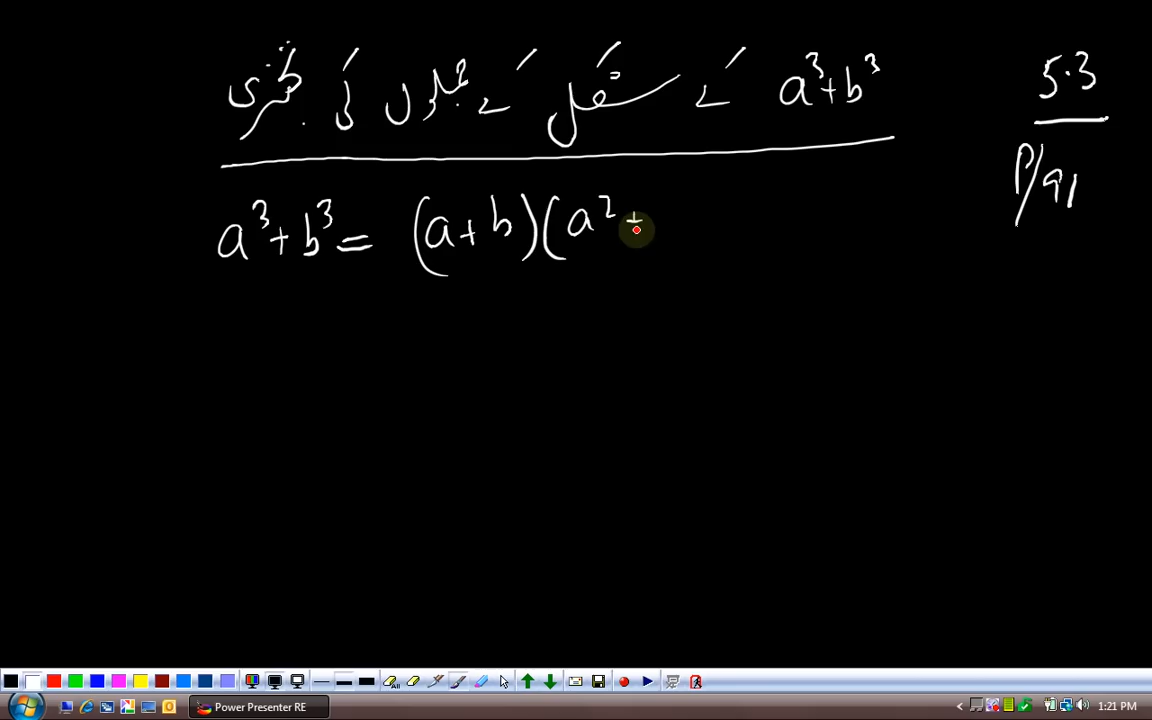 a³+b³ کے شکل کے جملوں کی تجزی
5.3
P/91
a³+b³= (a+b)(a² +
Power Presenter RE
1:21 PM